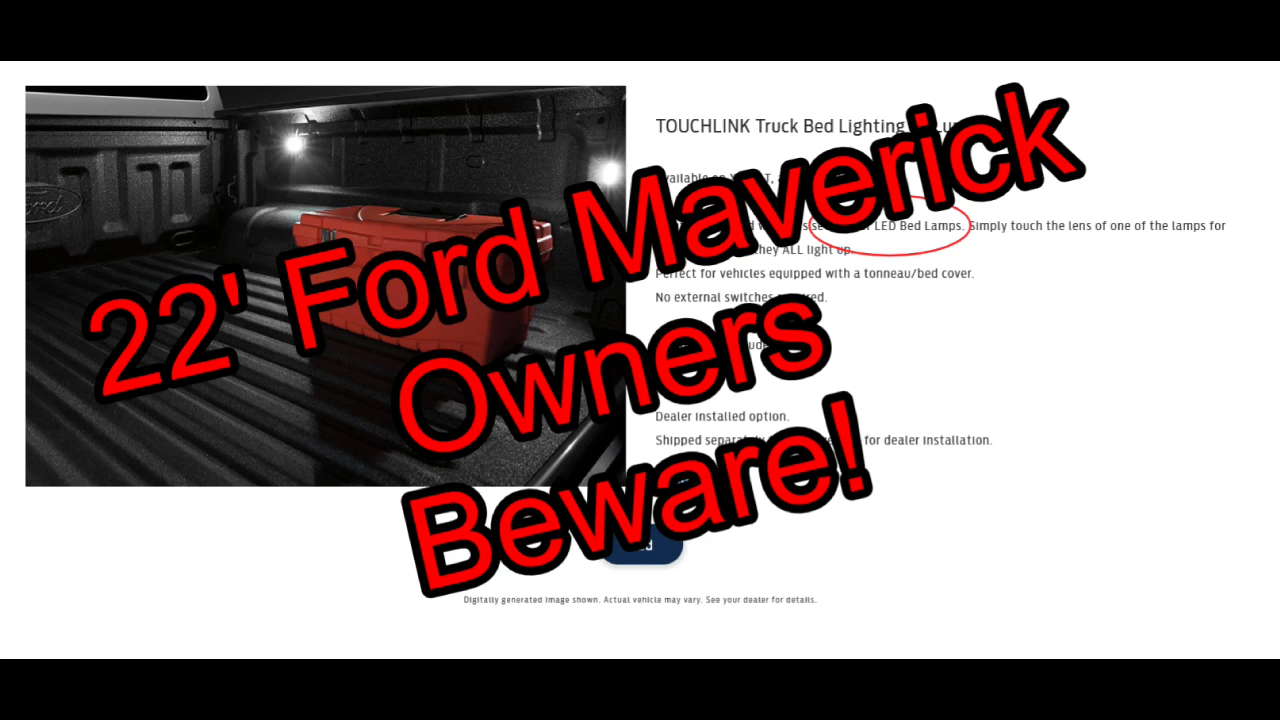 TOUCHLINK Truck Bed Lighting
22' Ford Maverick
Owners
Beware!
LED Bed Lamps. Simply touch the lens of one of the lamps for
they ALL light up.
Perfect for vehicles equipped with a tonneau/bed cover.
No external switches
Dealer installed option.
Shipped for dealer installation.
Digitally generated image shown. Actual vehicle may vary. See your dealer for details.
Ford